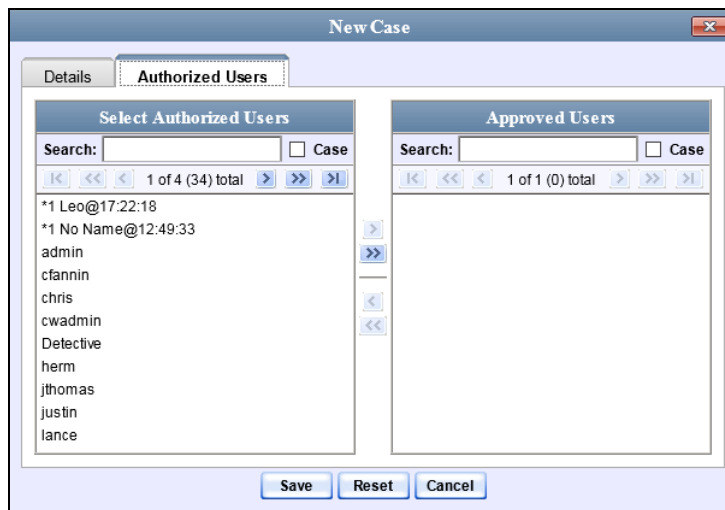 New Case
Details
Authorized Users
Select Authorized Users
Search:
Case
1 of 4 (34) total
*1 Leo@17:22:18
*1 No Name@12:49:33
admin
cfannin
chris
cwadmin
Detective
herm
jthomas
justin
lance
Approved Users
Search:
Case
1 of 1 (0) total
Save
Reset
Cancel